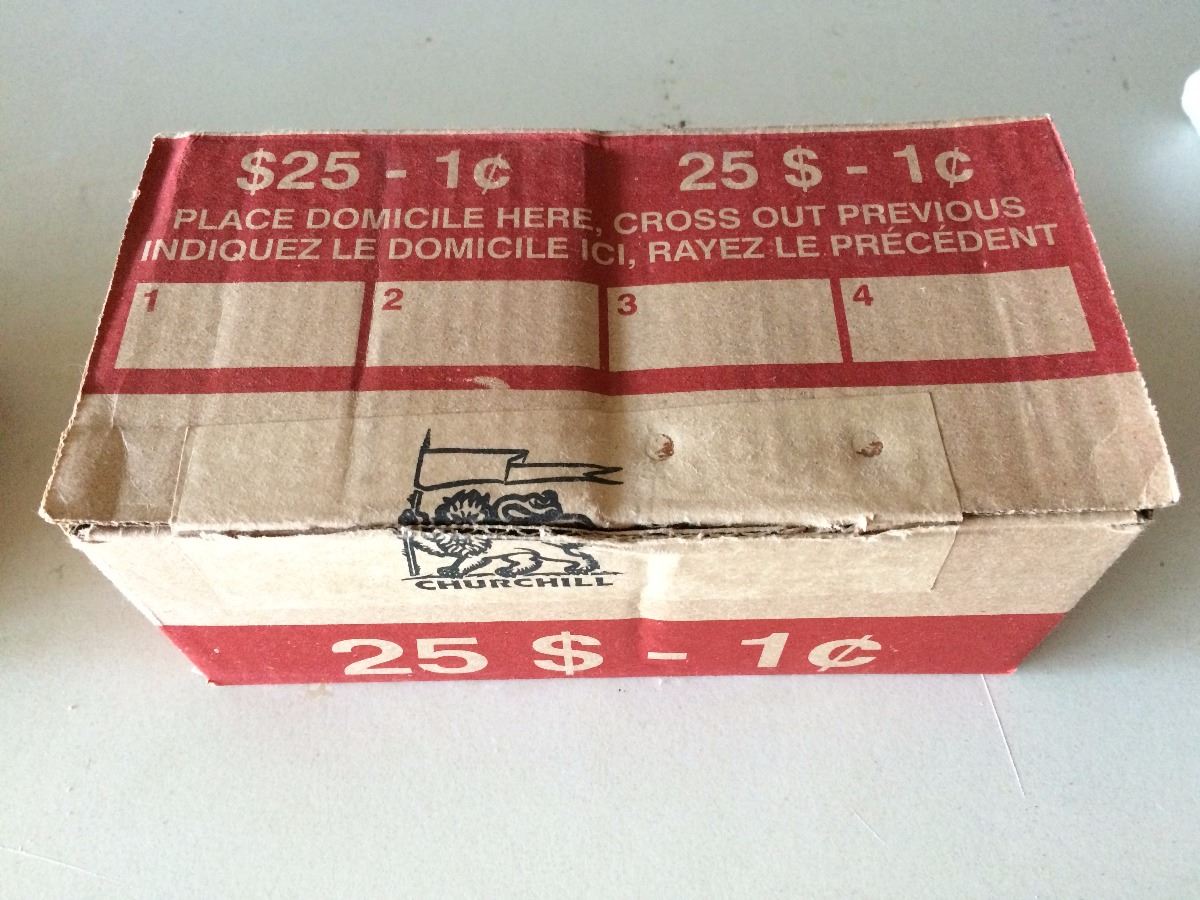 $25 - 1¢ 25 $ - 1¢
PLACE DOMICILE HERE, CROSS OUT PREVIOUS
INDIQUEZ LE DOMICILE ICI, RAYEZ LE PRÉCÉDENT
1 2 3 4
CHURCHILL
25 $ - 1¢